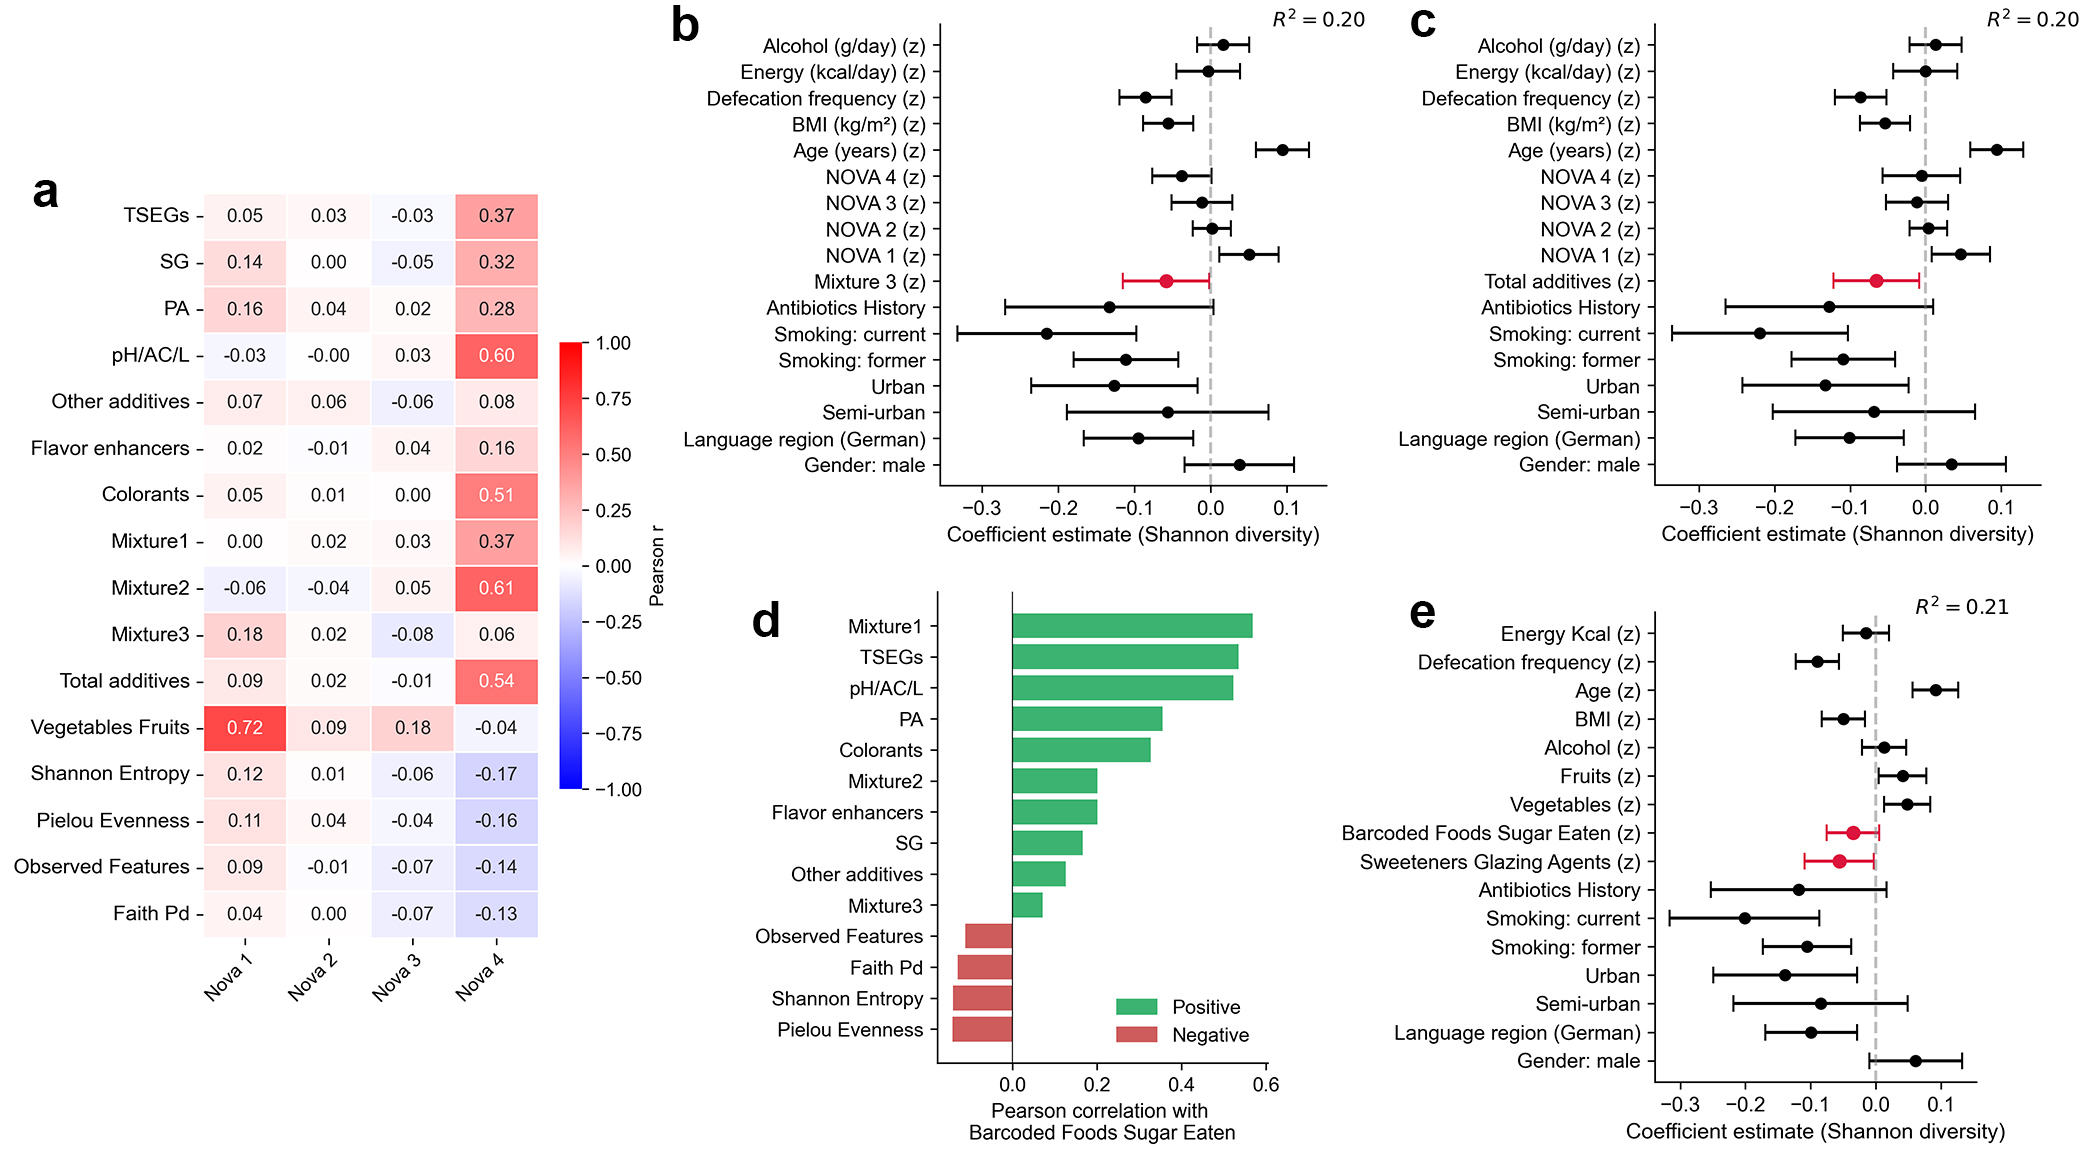 a
TSEGs 0.05 0.03 -0.03 0.37
SG 0.14 0.00 -0.05 0.32
PA 0.16 0.04 0.02 0.28
pH/AC/L -0.03 -0.00 0.03 0.60
Other additives 0.07 0.06 -0.06 0.08
Flavor enhancers 0.02 -0.01 0.04 0.16
Colorants 0.05 0.01 0.00 0.51
Mixture1 0.00 0.02 0.03 0.37
Mixture2 -0.06 -0.04 0.05 0.61
Mixture3 0.18 0.02 -0.08 0.06
Total additives 0.09 0.02 -0.01 0.54
Vegetables Fruits 0.72 0.09 0.18 -0.04
Shannon Entropy 0.12 0.01 -0.06 -0.17
Pielou Evenness 0.11 0.04 -0.04 -0.16
Observed Features 0.09 -0.01 -0.07 -0.14
Faith Pd 0.04 0.00 -0.07 -0.13
Nova 1 Nova 2 Nova 3 Nova 4
1.00
0.75
0.50
0.25
0.00
−0.25
−0.50
−0.75
−1.00
Pearson r
b
R² = 0.20
Alcohol (g/day) (z)
Energy (kcal/day) (z)
Defecation frequency (z)
BMI (kg/m²) (z)
Age (years) (z)
NOVA 4 (z)
NOVA 3 (z)
NOVA 2 (z)
NOVA 1 (z)
Mixture 3 (z)
Antibiotics History
Smoking: current
Smoking: former
Urban
Semi-urban
Language region (German)
Gender: male
−0.3 −0.2 −0.1 0.0 0.1
Coefficient estimate (Shannon diversity)
c
R² = 0.20
Alcohol (g/day) (z)
Energy (kcal/day) (z)
Defecation frequency (z)
BMI (kg/m²) (z)
Age (years) (z)
NOVA 4 (z)
NOVA 3 (z)
NOVA 2 (z)
NOVA 1 (z)
Total additives (z)
Antibiotics History
Smoking: current
Smoking: former
Urban
Semi-urban
Language region (German)
Gender: male
−0.3 −0.2 −0.1 0.0 0.1
Coefficient estimate (Shannon diversity)
d
Mixture1
TSEGs
pH/AC/L
PA
Colorants
Mixture2
Flavor enhancers
SG
Other additives
Mixture3
Observed Features
Faith Pd
Shannon Entropy
Pielou Evenness
Positive
Negative
0.0 0.2 0.4 0.6
Pearson correlation with
Barcoded Foods Sugar Eaten
e
R² = 0.21
Energy Kcal (z)
Defecation frequency (z)
Age (z)
BMI (z)
Alcohol (z)
Fruits (z)
Vegetables (z)
Barcoded Foods Sugar Eaten (z)
Sweeteners Glazing Agents (z)
Antibiotics History
Smoking: current
Smoking: former
Urban
Semi-urban
Language region (German)
Gender: male
−0.3 −0.2 −0.1 0.0 0.1
Coefficient estimate (Shannon diversity)